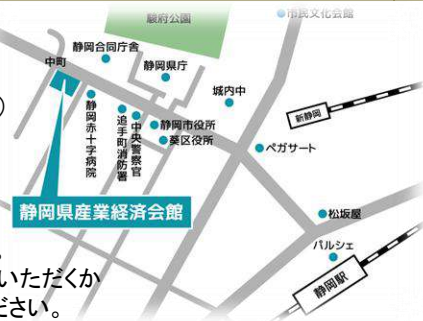 駿府公園
市民文化会館
静岡合同庁舎
中町
静岡県庁
城内中
新静岡
静岡赤十字病院
追手町消防署
中央警察官
静岡市役所
葵区役所
ペガサート
静岡県産業経済会館
松坂屋
パルシェ
静岡駅
いただくか
ださい。